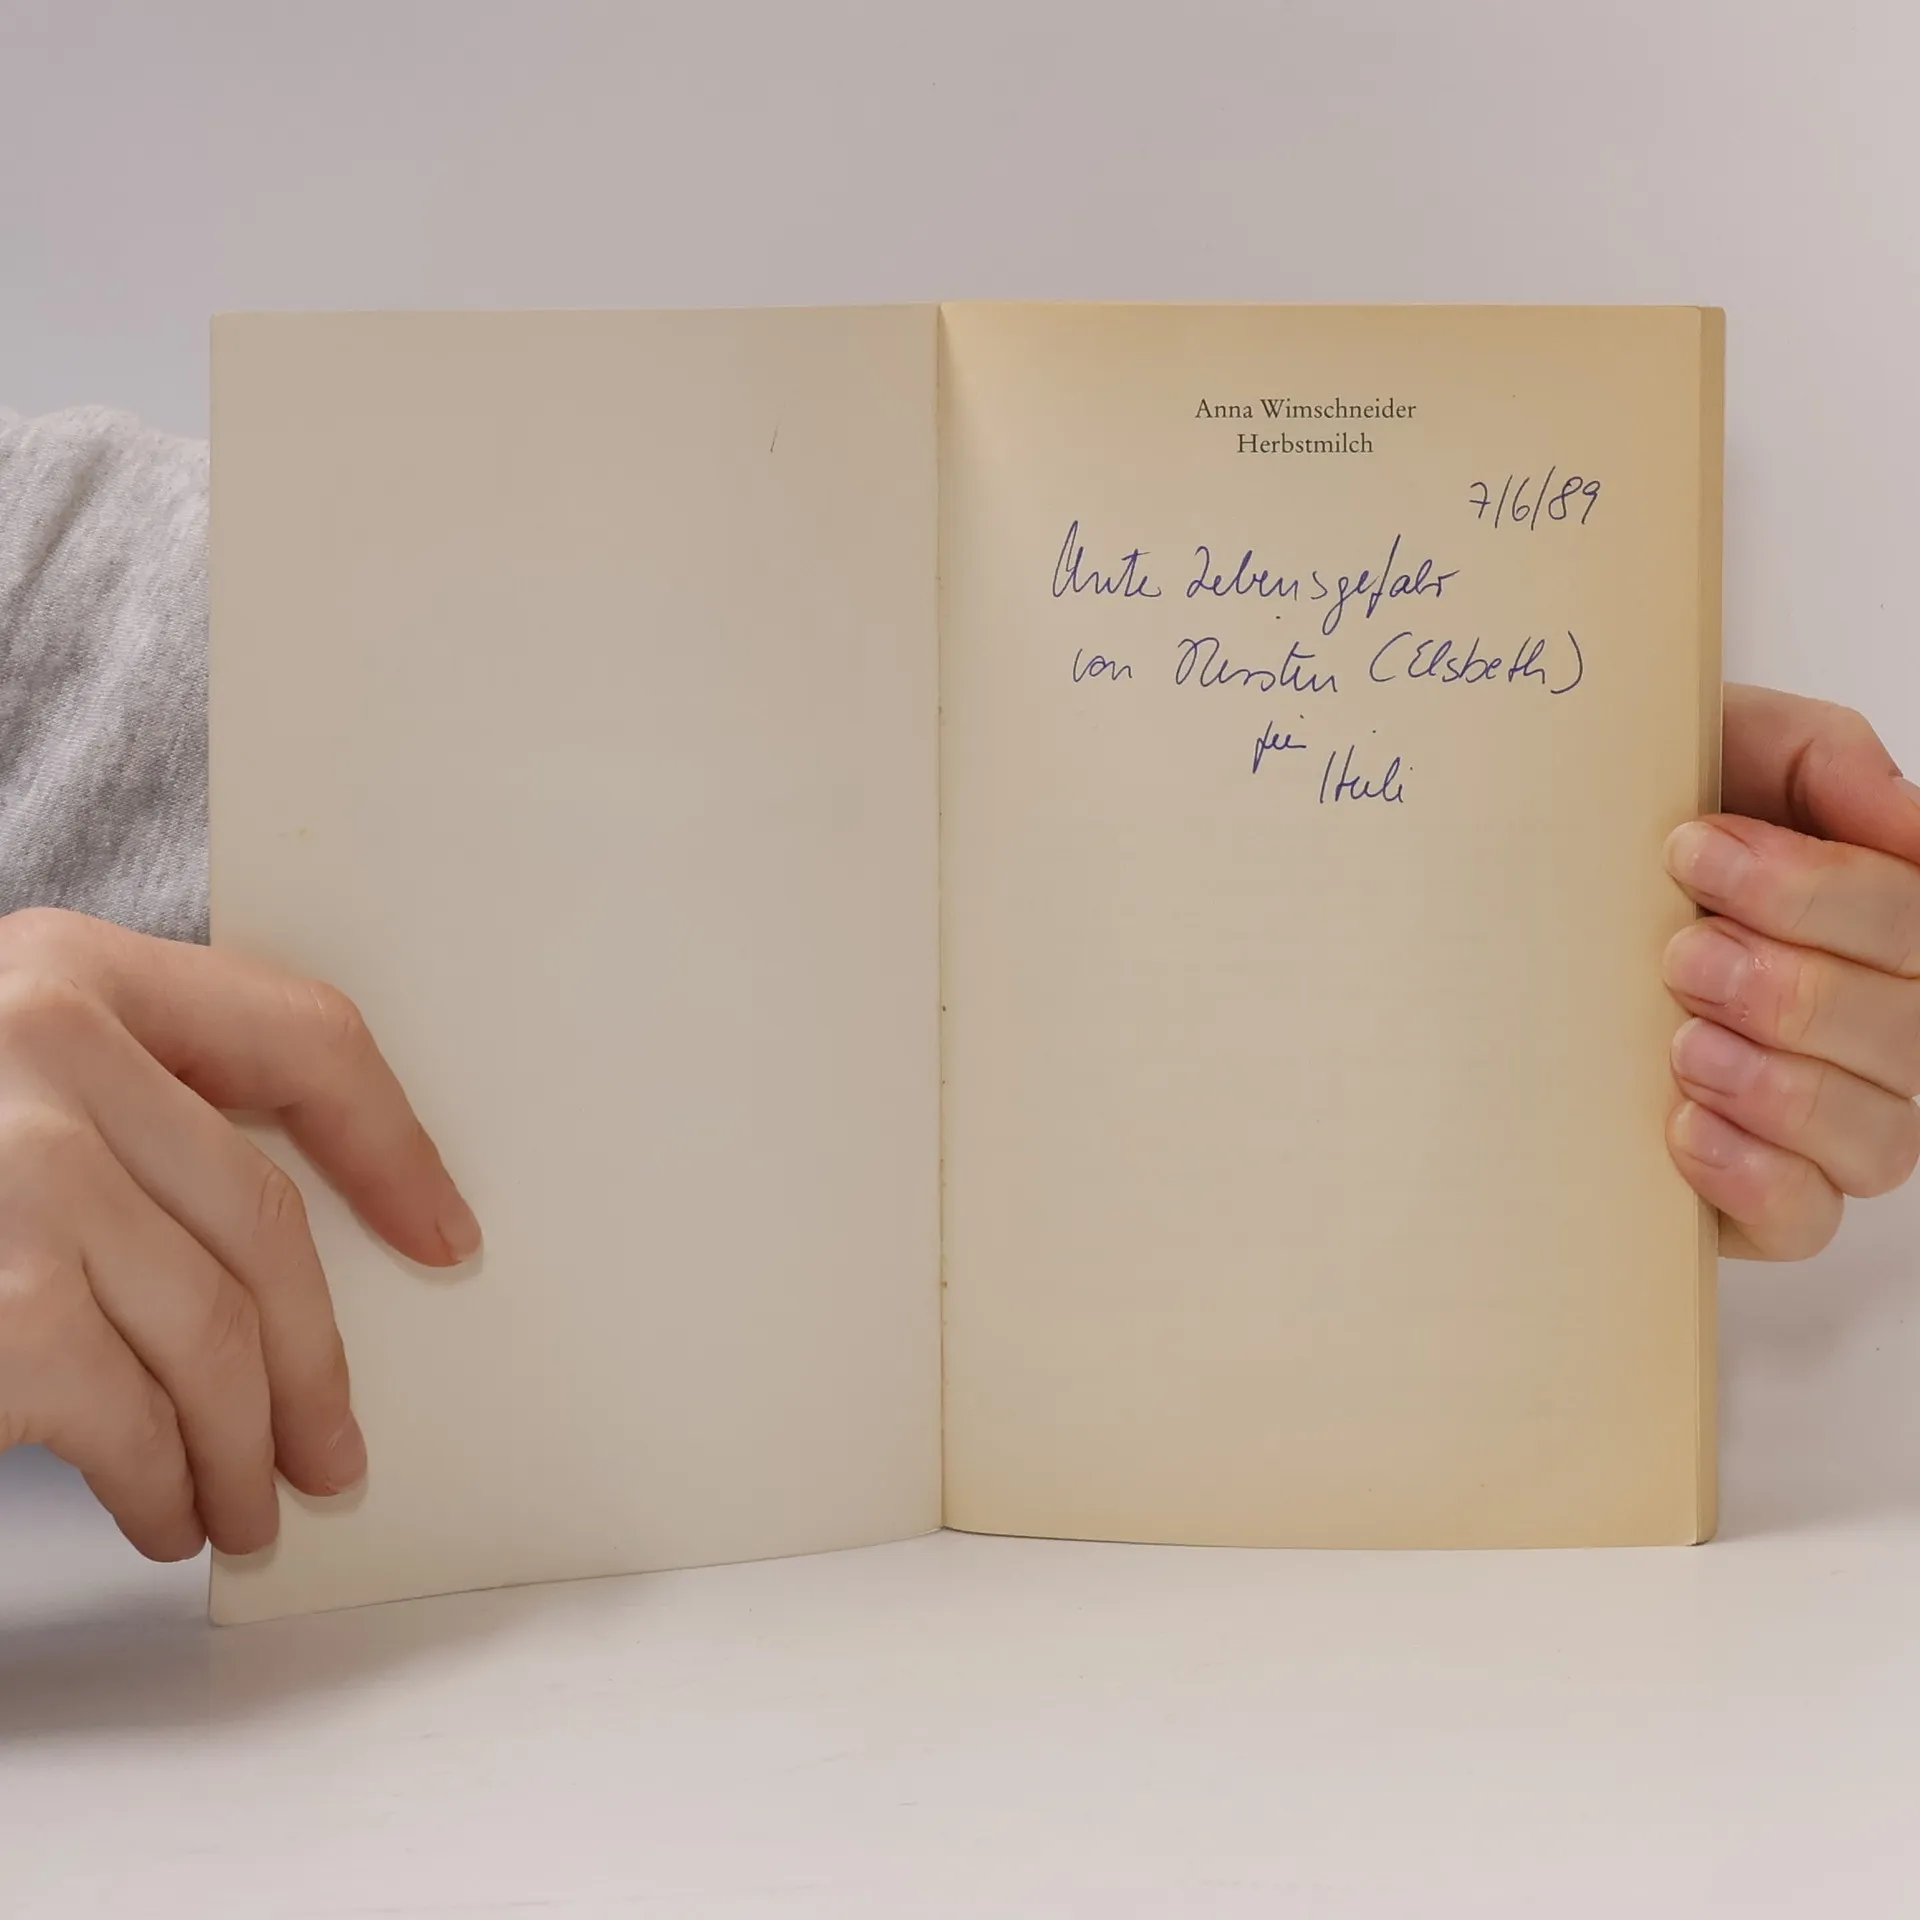 Anna Wimschneider
Herbstmilch
7/6/89
Unter Lebensgefahr
von (Elsbeth)
für